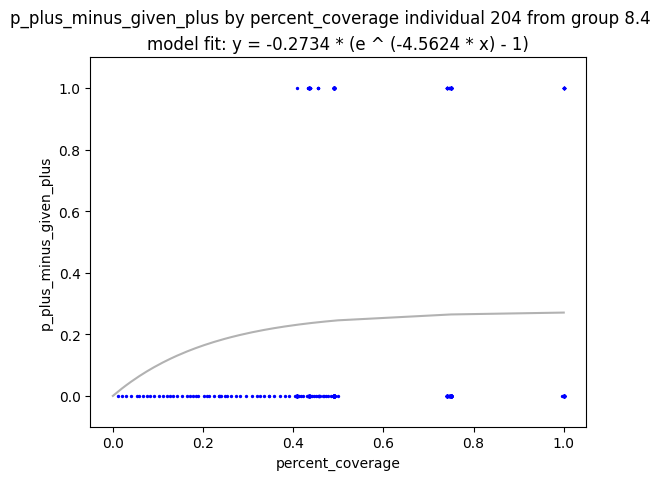 p_plus_minus_given_plus by percent_coverage individual 204 from group 8.4
model fit: y = -0.2734 * (e ^ (-4.5624 * x) - 1)
1.0
0.8
0.6
0.4
0.2
0.0
p_plus_minus_given_plus
0.0 0.2 0.4 0.6 0.8 1.0
percent_coverage